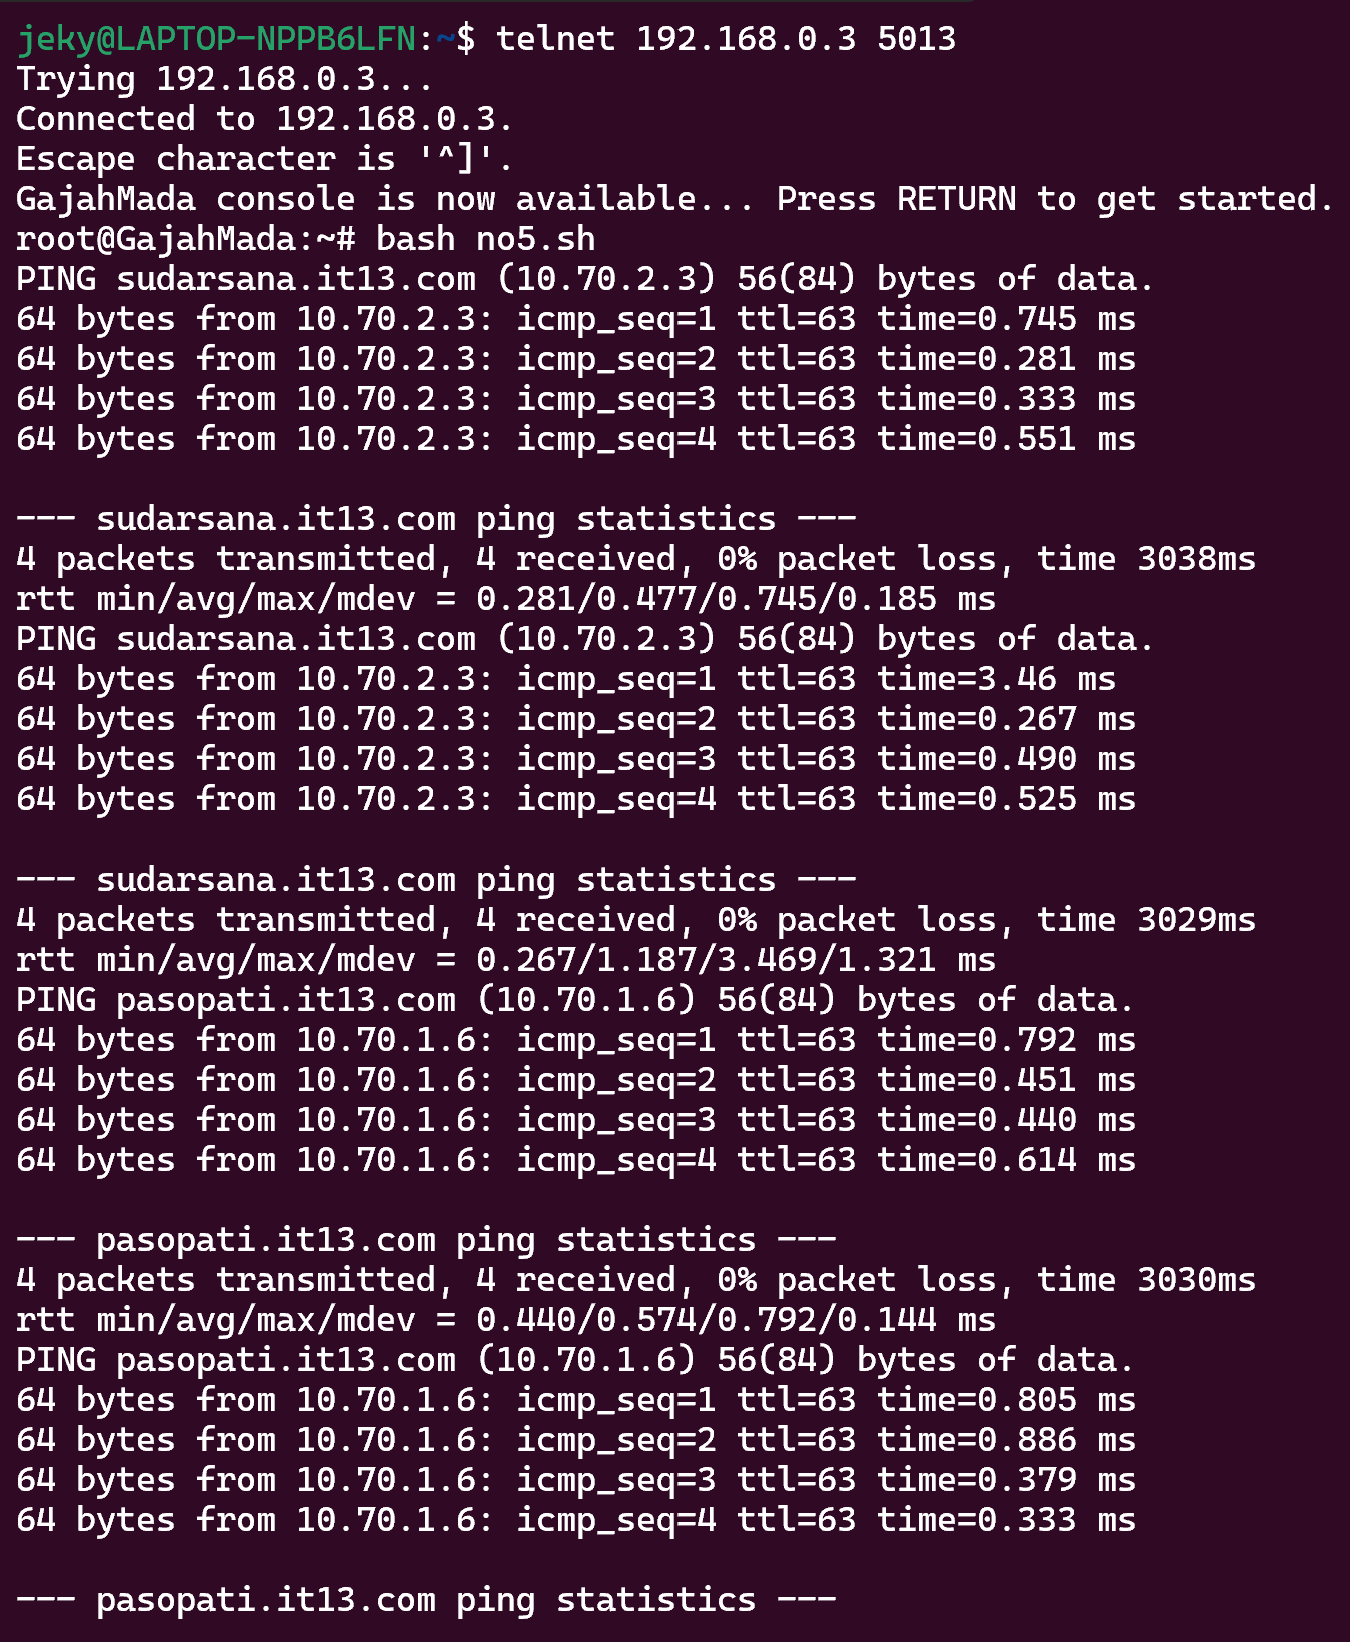 jeky@LAPTOP-NPPB6LFN:~$ telnet 192.168.0.3 5013
Trying 192.168.0.3...
Connected to 192.168.0.3.
Escape character is '^]'.
GajahMada console is now available... Press RETURN to get started.
root@GajahMada:~# bash no5.sh
PING sudarsana.it13.com (10.70.2.3) 56(84) bytes of data.
64 bytes from 10.70.2.3: icmp_seq=1 ttl=63 time=0.745 ms
64 bytes from 10.70.2.3: icmp_seq=2 ttl=63 time=0.281 ms
64 bytes from 10.70.2.3: icmp_seq=3 ttl=63 time=0.333 ms
64 bytes from 10.70.2.3: icmp_seq=4 ttl=63 time=0.551 ms

--- sudarsana.it13.com ping statistics ---
4 packets transmitted, 4 received, 0% packet loss, time 3038ms
rtt min/avg/max/mdev = 0.281/0.477/0.745/0.185 ms
PING sudarsana.it13.com (10.70.2.3) 56(84) bytes of data.
64 bytes from 10.70.2.3: icmp_seq=1 ttl=63 time=3.46 ms
64 bytes from 10.70.2.3: icmp_seq=2 ttl=63 time=0.267 ms
64 bytes from 10.70.2.3: icmp_seq=3 ttl=63 time=0.490 ms
64 bytes from 10.70.2.3: icmp_seq=4 ttl=63 time=0.525 ms

--- sudarsana.it13.com ping statistics ---
4 packets transmitted, 4 received, 0% packet loss, time 3029ms
rtt min/avg/max/mdev = 0.267/1.187/3.469/1.321 ms
PING pasopati.it13.com (10.70.1.6) 56(84) bytes of data.
64 bytes from 10.70.1.6: icmp_seq=1 ttl=63 time=0.792 ms
64 bytes from 10.70.1.6: icmp_seq=2 ttl=63 time=0.451 ms
64 bytes from 10.70.1.6: icmp_seq=3 ttl=63 time=0.440 ms
64 bytes from 10.70.1.6: icmp_seq=4 ttl=63 time=0.614 ms

--- pasopati.it13.com ping statistics ---
4 packets transmitted, 4 received, 0% packet loss, time 3030ms
rtt min/avg/max/mdev = 0.440/0.574/0.792/0.144 ms
PING pasopati.it13.com (10.70.1.6) 56(84) bytes of data.
64 bytes from 10.70.1.6: icmp_seq=1 ttl=63 time=0.805 ms
64 bytes from 10.70.1.6: icmp_seq=2 ttl=63 time=0.886 ms
64 bytes from 10.70.1.6: icmp_seq=3 ttl=63 time=0.379 ms
64 bytes from 10.70.1.6: icmp_seq=4 ttl=63 time=0.333 ms

--- pasopati.it13.com ping statistics ---